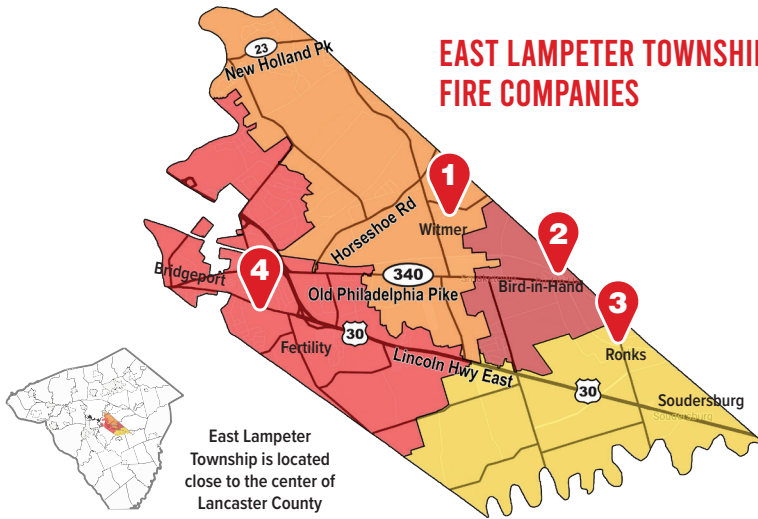 EAST LAMPETER TOWNSHIP
FIRE COMPANIES
23
New Holland Pk
1
Horseshoe Rd
Witmer
2
Bridgeport
4
340
Bird-in-Hand
Old Philadelphia Pike
3
30
Fertility
Lincoln Hwy East
Ronks
30
Soudersburg
Soudersburg
East Lampeter
Township is located
close to the center of
Lancaster County